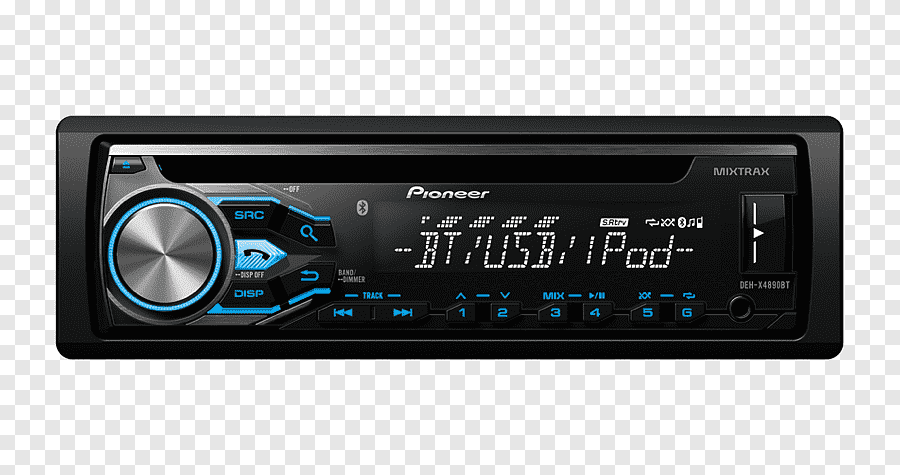 MIXTRAX
--OFF
Pioneer
SRC
S.Rtrv
-BT/USB/iPod-
--DISP OFF
BAND/
--DIMMER
DEH-X4890BT
DISP
TRACK
MIX
1 2 3 4 5 6